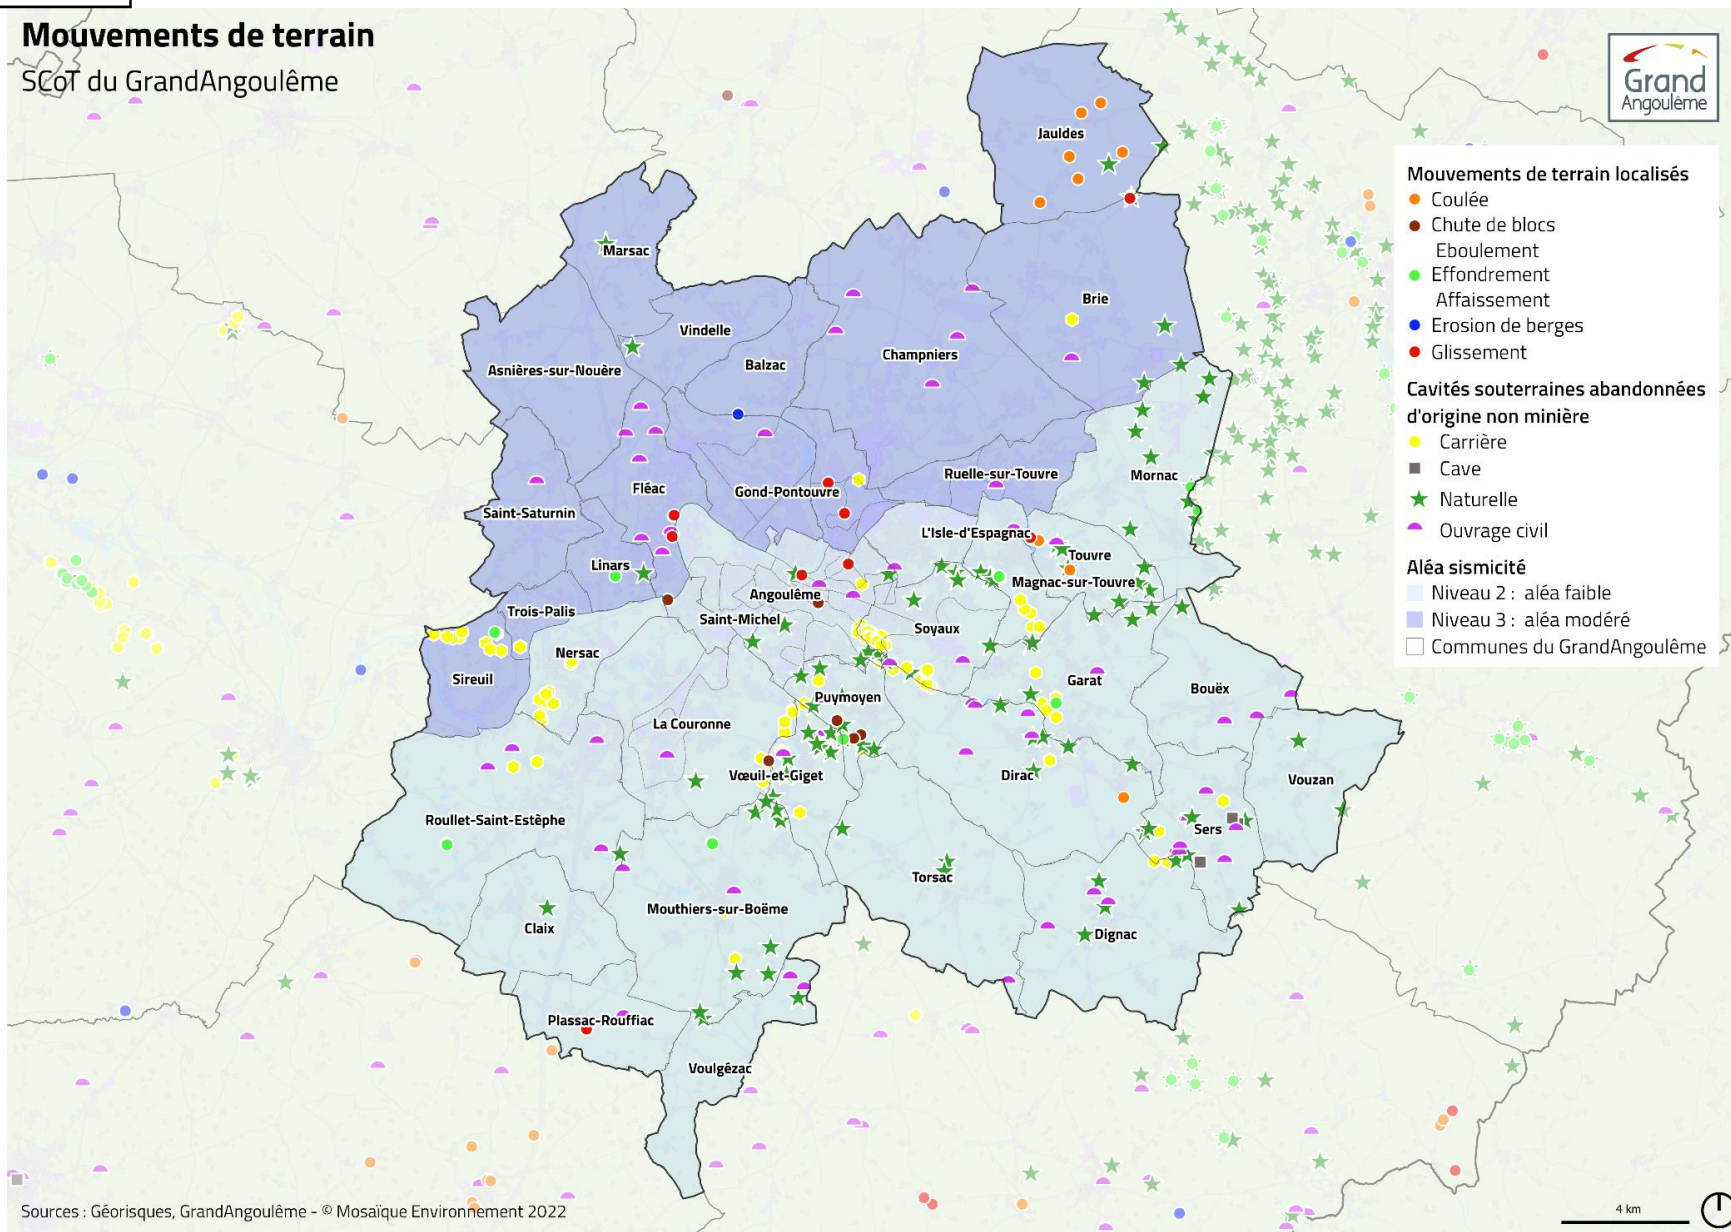 Mouvements de terrain
SCoT du GrandAngoulême
Grand
Angoulême
Jauldes
Marsac
Brie
Vindelle
Asnières-sur-Nouère
Balzac
Champniers
Ruelle-sur-Touvre
Mornac
Fléac
Gond-Pontouvre
Saint-Saturnin
L'Isle-d'Espagnac
Touvre
Linars
Magnac-sur-Touvre
Angoulême
Trois-Palis
Saint-Michel
Soyaux
Nersac
Sireuil
Garat
Bouëx
Puymoyen
La Couronne
Vœuil-et-Giget
Dirac
Vouzan
Roullet-Saint-Estèphe
Sers
Torsac
Mouthiers-sur-Boëme
Claix
Dignac
Plassac-Rouffiac
Voulgézac
Mouvements de terrain localisés
Coulée
Chute de blocs
Eboulement
Effondrement
Affaissement
Erosion de berges
Glissement
Cavités souterraines abandonnées
d'origine non minière
Carrière
Cave
Naturelle
Ouvrage civil
Aléa sismicité
Niveau 2 : aléa faible
Niveau 3 : aléa modéré
Communes du GrandAngoulême
Sources : Géorisques, GrandAngoulême - © Mosaïque Environnement 2022
4 km